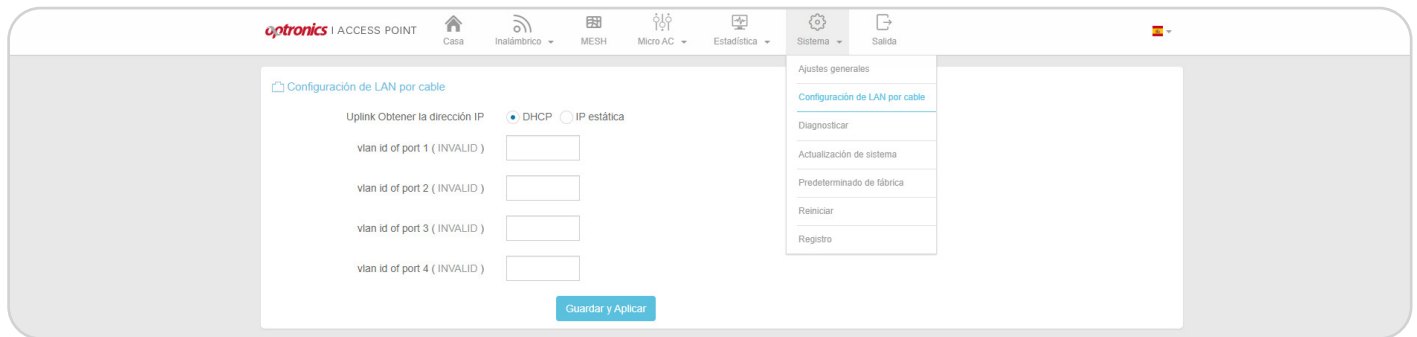 optronics | ACCESS POINT
Casa
Inalámbrico
MESH
Micro AC
Estadística
Sistema
Salida
Configuración de LAN por cable
Uplink Obtener la dirección IP DHCP IP estática
vlan id of port 1 ( INVALID )
vlan id of port 2 ( INVALID )
vlan id of port 3 ( INVALID )
vlan id of port 4 ( INVALID )
Guardar y Aplicar
Ajustes generales
Configuración de LAN por cable
Diagnosticar
Actualización de sistema
Predeterminado de fábrica
Reiniciar
Registro